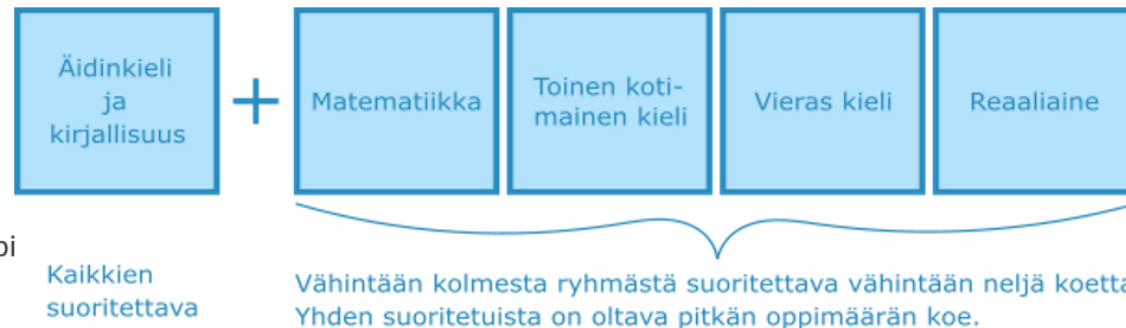 Äidinkieli
ja
kirjallisuus
+
Matematiikka
Toinen koti-
mainen kieli
Vieras kieli
Reaaliaine
Kaikkien
suoritettava
Vähintään kolmesta ryhmästä suoritettava vähintään neljä koetta
Yhden suoritetuista on oltava pitkän oppimäärän koe.